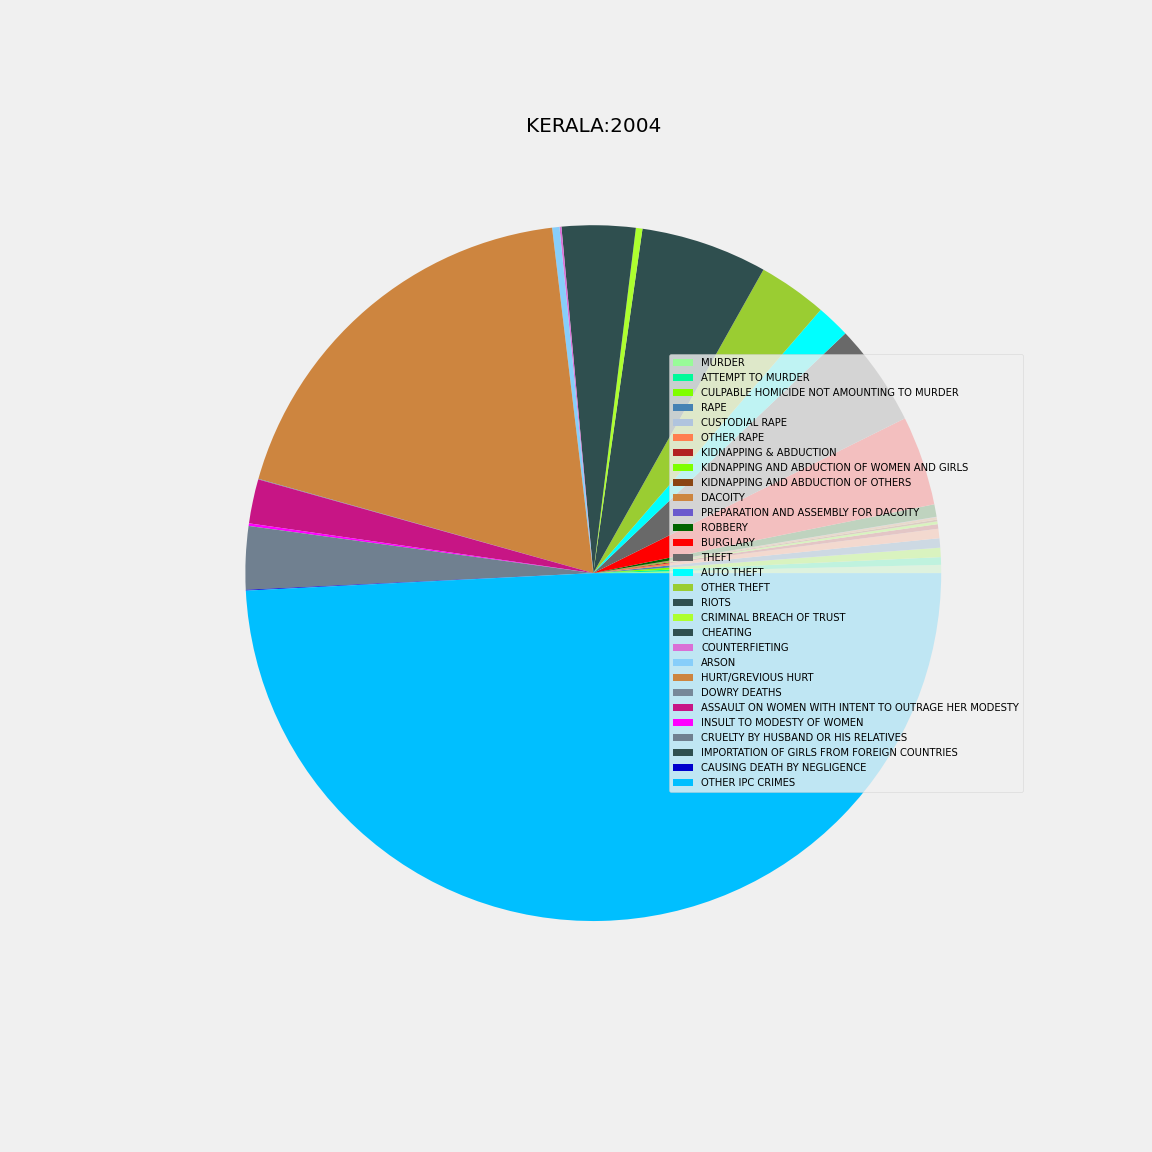 KERALA:2004
MURDER
ATTEMPT TO MURDER
CULPABLE HOMICIDE NOT AMOUNTING TO MURDER
RAPE
CUSTODIAL RAPE
OTHER RAPE
KIDNAPPING & ABDUCTION
KIDNAPPING AND ABDUCTION OF WOMEN AND GIRLS
KIDNAPPING AND ABDUCTION OF OTHERS
DACOITY
PREPARATION AND ASSEMBLY FOR DACOITY
ROBBERY
BURGLARY
THEFT
AUTO THEFT
OTHER THEFT
RIOTS
CRIMINAL BREACH OF TRUST
CHEATING
COUNTERFIETING
ARSON
HURT/GREVIOUS HURT
DOWRY DEATHS
ASSAULT ON WOMEN WITH INTENT TO OUTRAGE HER MODESTY
INSULT TO MODESTY OF WOMEN
CRUELTY BY HUSBAND OR HIS RELATIVES
IMPORTATION OF GIRLS FROM FOREIGN COUNTRIES
CAUSING DEATH BY NEGLIGENCE
OTHER IPC CRIMES